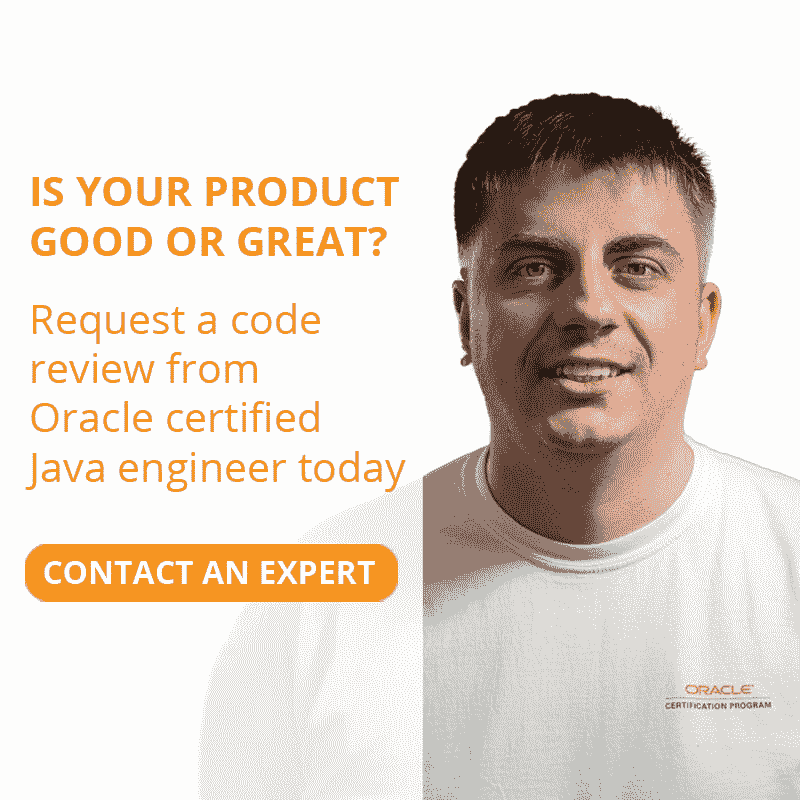 IS YOUR PRODUCT
GOOD OR GREAT?
Request a code
review from
Oracle certified
Java engineer today
CONTACT AN EXPERT
ORACLE
CERTIFICATION PROGRAM